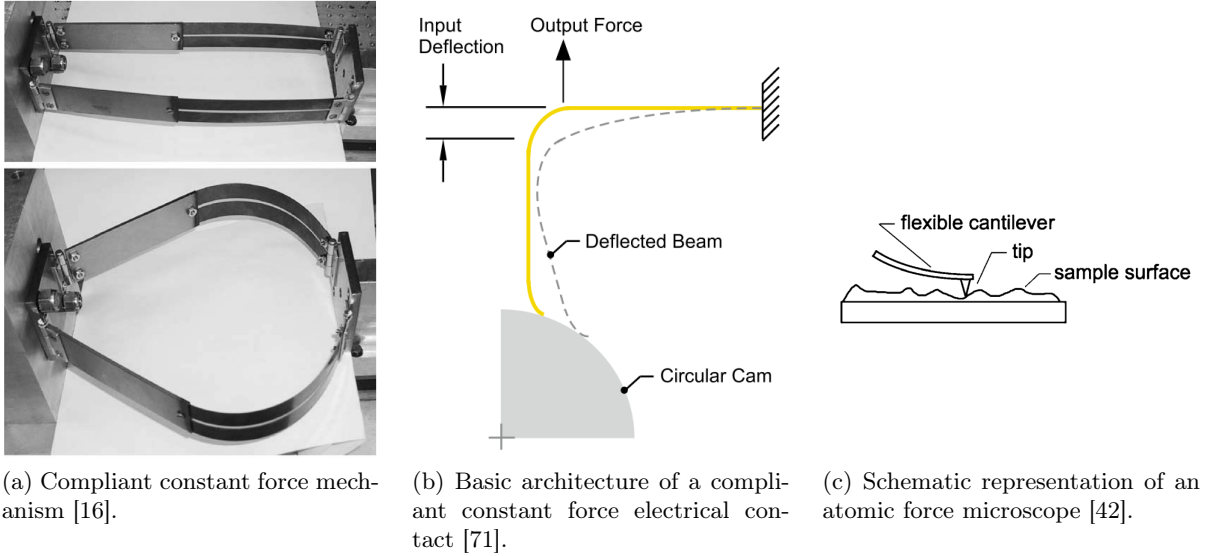 Input
Deflection
Output Force
Deflected Beam
Circular Cam
flexible cantilever
tip
sample surface
(a) Compliant constant force mech-
anism [16].
(b) Basic architecture of a compli-
ant constant force electrical con-
tact [71].
(c) Schematic representation of an
atomic force microscope [42].